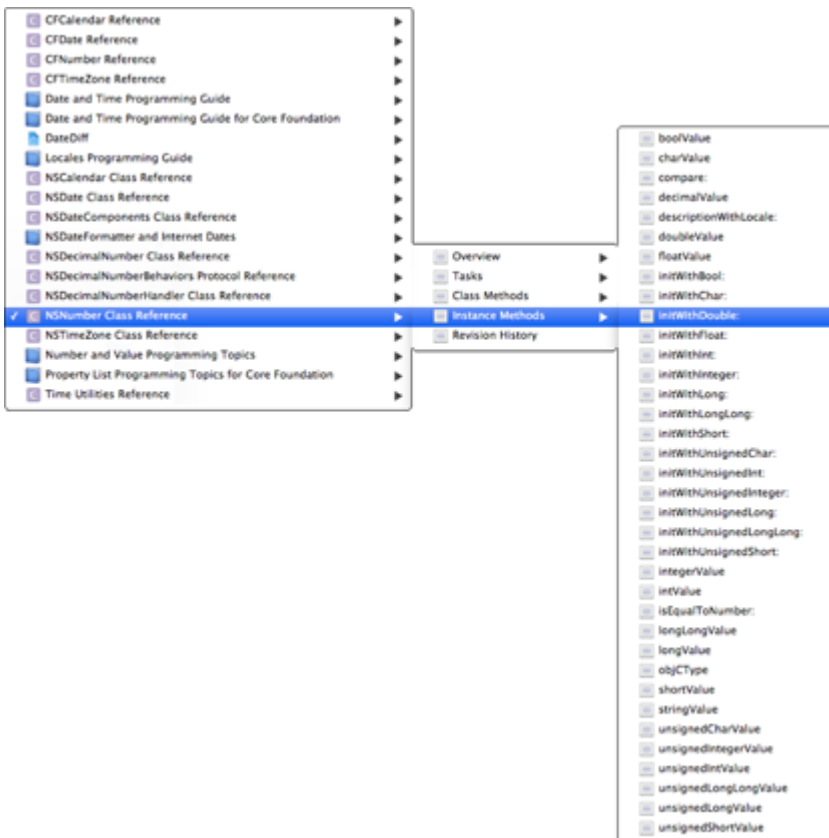 CFCalendar Reference
CFDate Reference
CFNumber Reference
CFTimeZone Reference
Date and Time Programming Guide
Date and Time Programming Guide for Core Foundation
DateDiff
Locales Programming Guide
NSCalendar Class Reference
NSDate Class Reference
NSDateComponents Class Reference
NSDateFormatter and Internet Dates
NSDecimalNumber Class Reference
NSDecimalNumberBehaviors Protocol Reference
NSDecimalNumberHandler Class Reference
NSNumber Class Reference
NSTimeZone Class Reference
Number and Value Programming Topics
Property List Programming Topics for Core Foundation
Time Utilities Reference
Overview
Tasks
Class Methods
Instance Methods
Revision History
boolValue
charValue
compare:
decimalValue
descriptionWithLocale:
doubleValue
floatValue
initWithBool:
initWithChar:
initWithDouble:
initWithFloat:
initWithInt:
initWithInteger:
initWithLong:
initWithLongLong:
initWithShort:
initWithUnsignedChar:
initWithUnsignedInt:
initWithUnsignedInteger:
initWithUnsignedLong:
initWithUnsignedLongLong:
initWithUnsignedShort:
integerValue
intValue
isEqualToNumber:
longLongValue
longValue
objCType
shortValue
stringValue
unsignedCharValue
unsignedIntegerValue
unsignedIntValue
unsignedLongLongValue
unsignedLongValue
unsignedShortValue